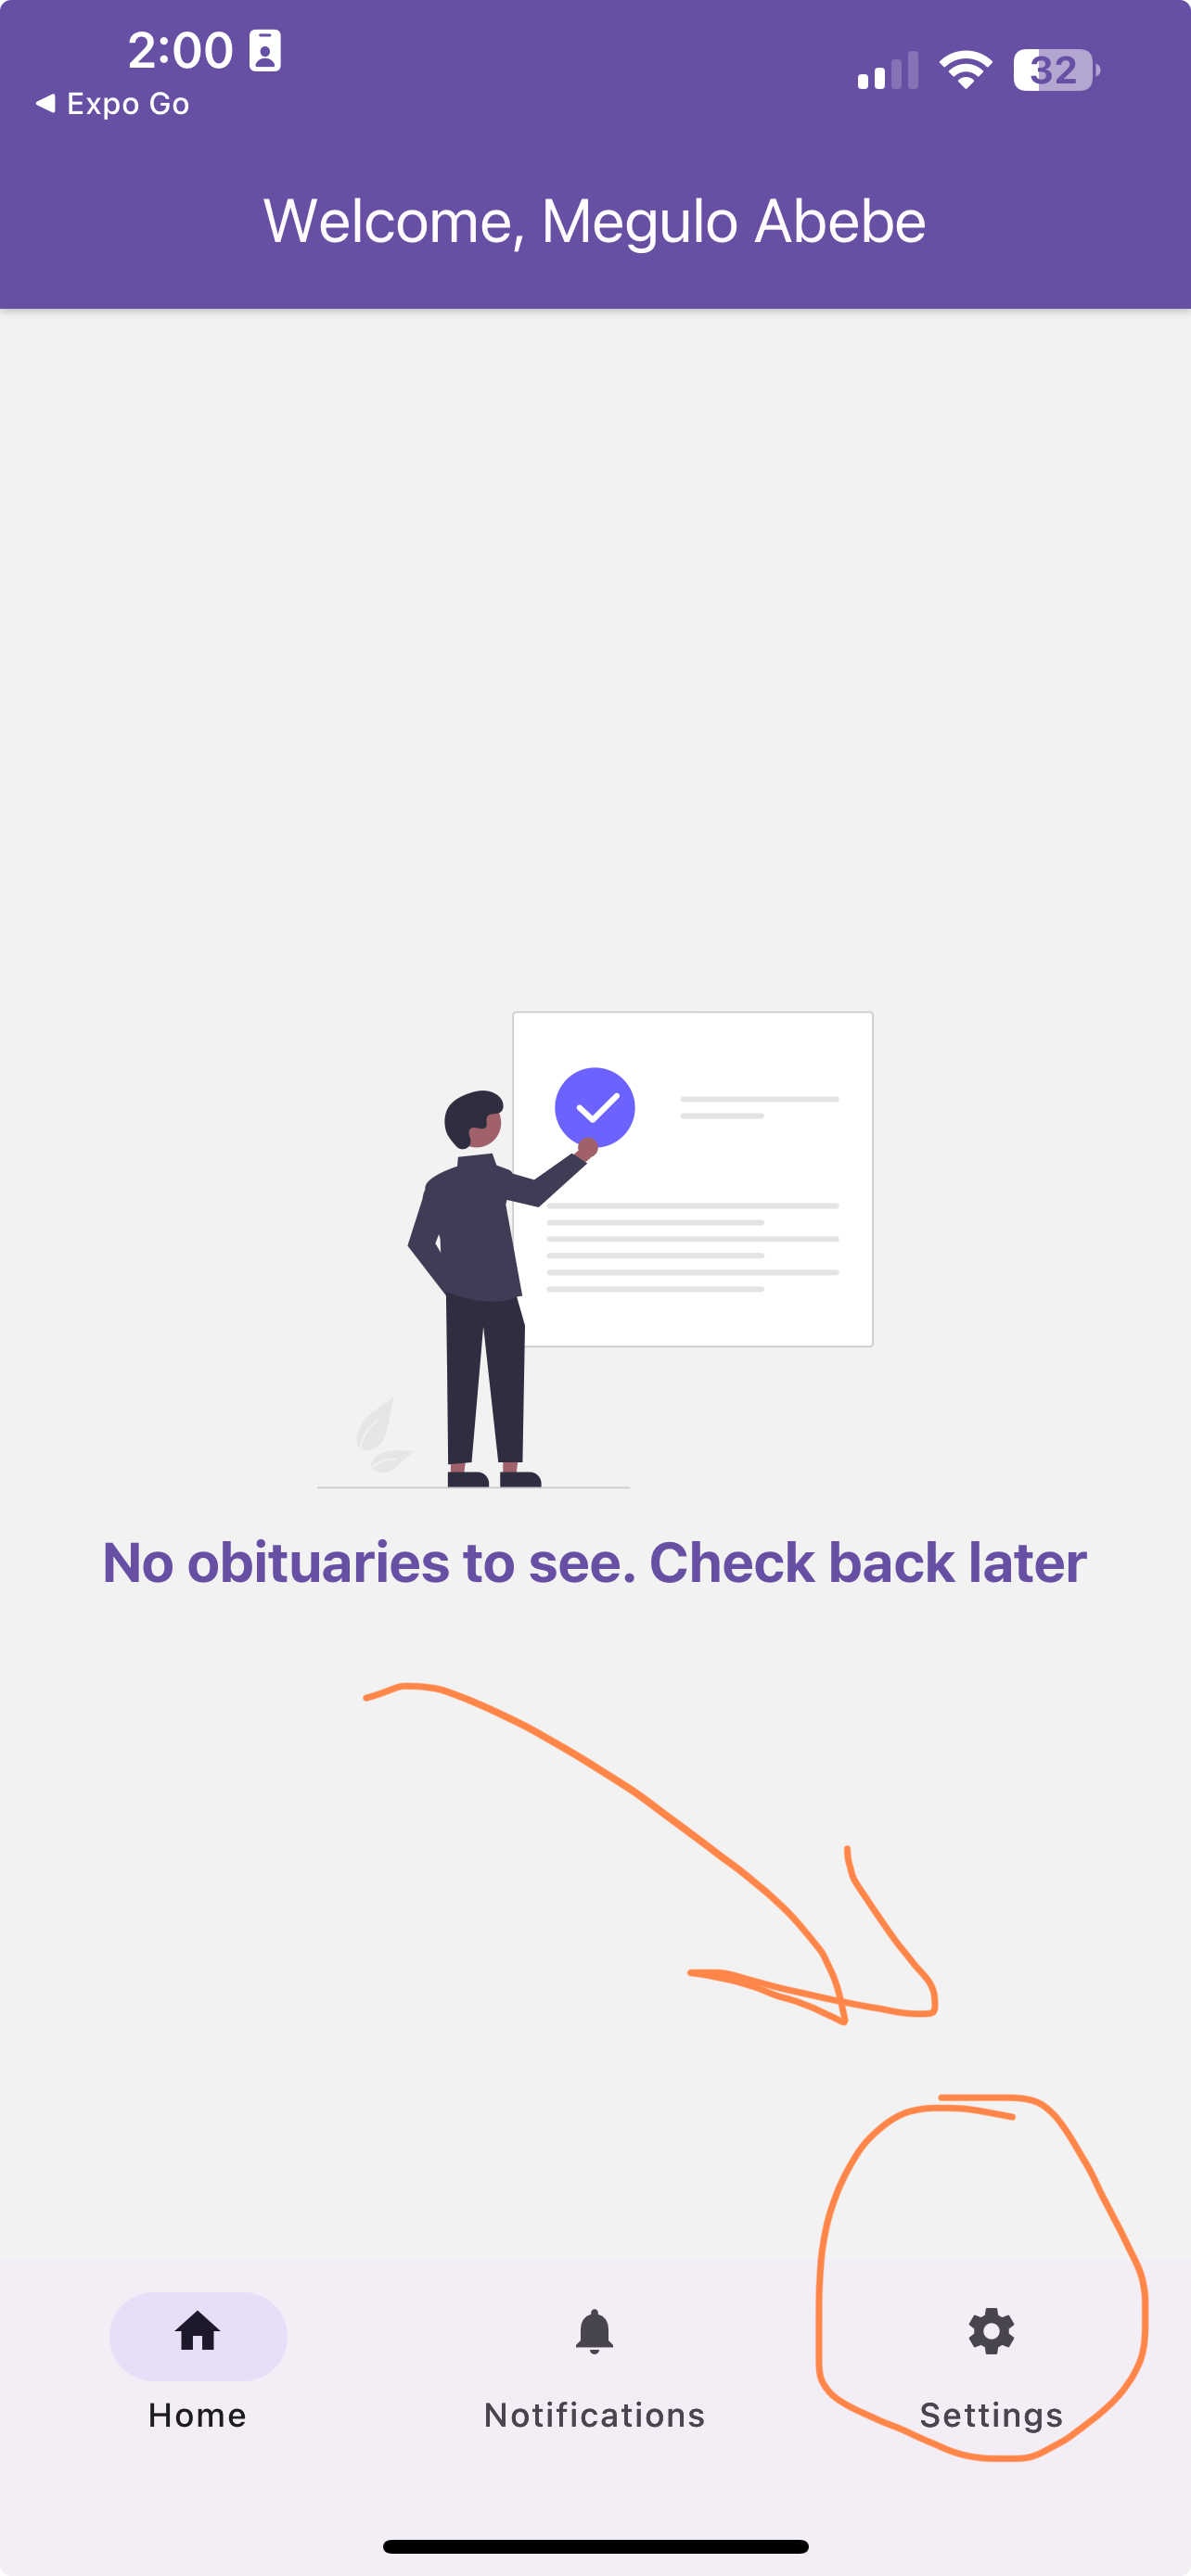 2:00
32
Expo Go
Welcome, Megulo Abebe
No obituaries to see. Check back later
Home
Notifications
Settings